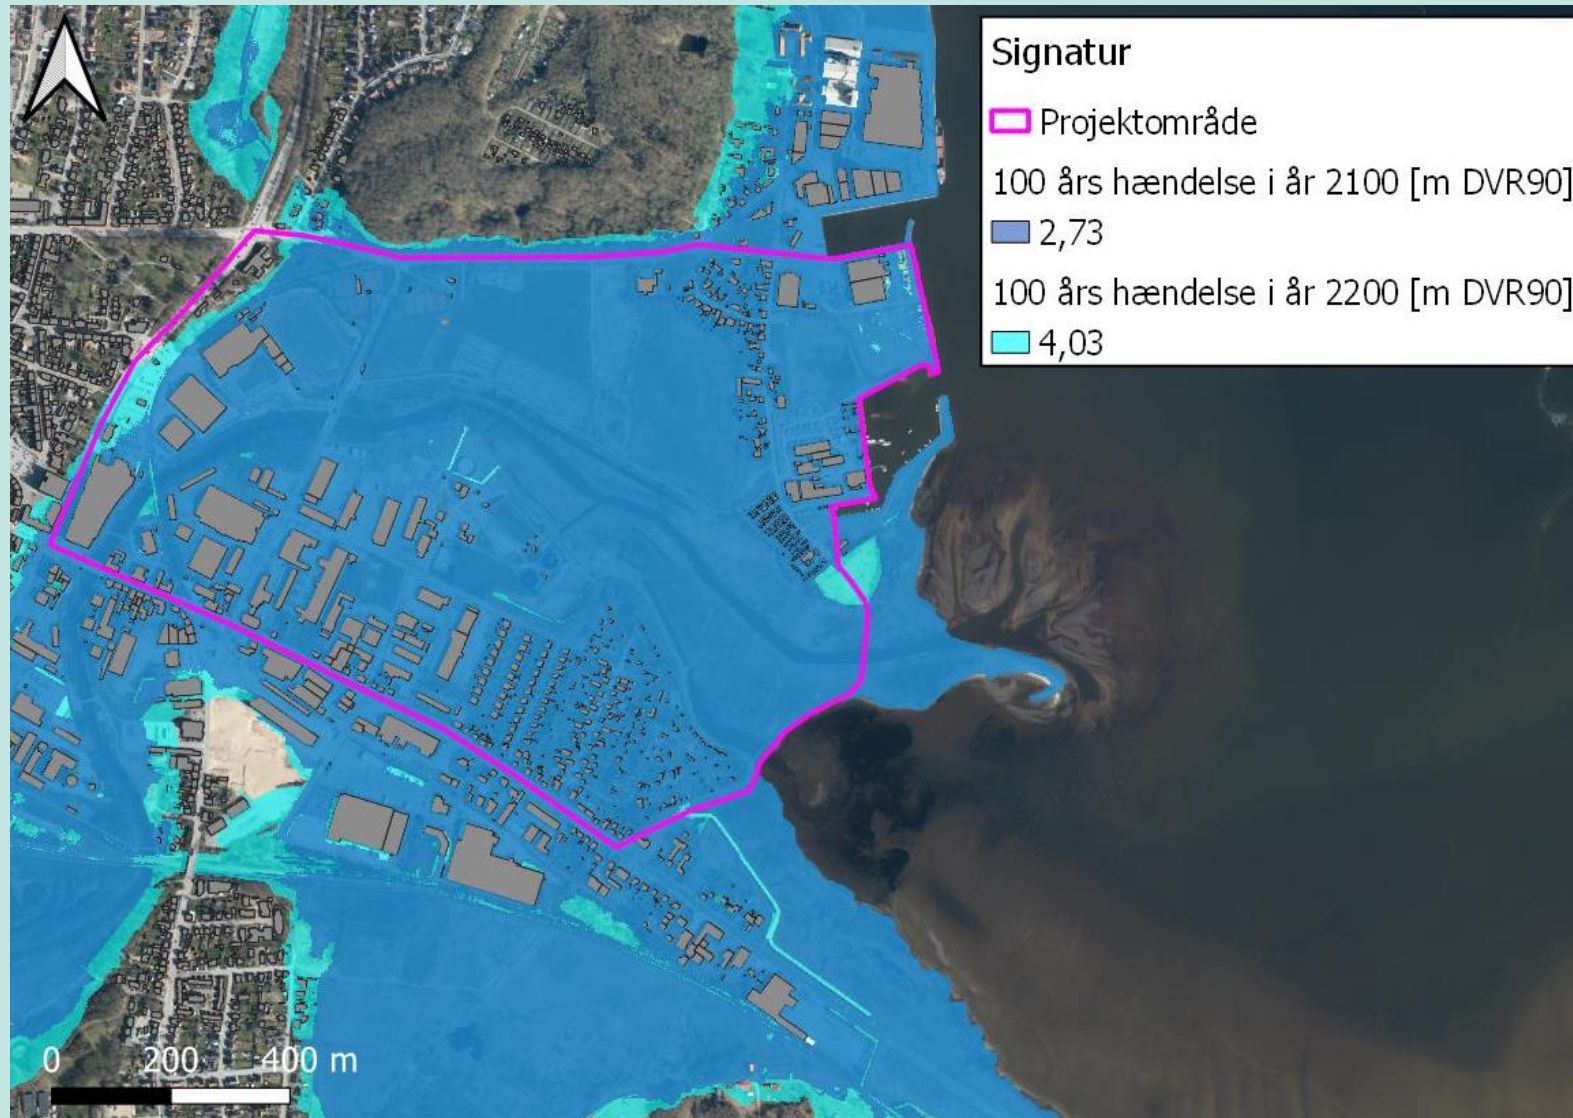 Signatur
Projektområde
100 års hændelse i år 2100 [m DVR90]
2,73
100 års hændelse i år 2200 [m DVR90]
4,03
0 200 400 m